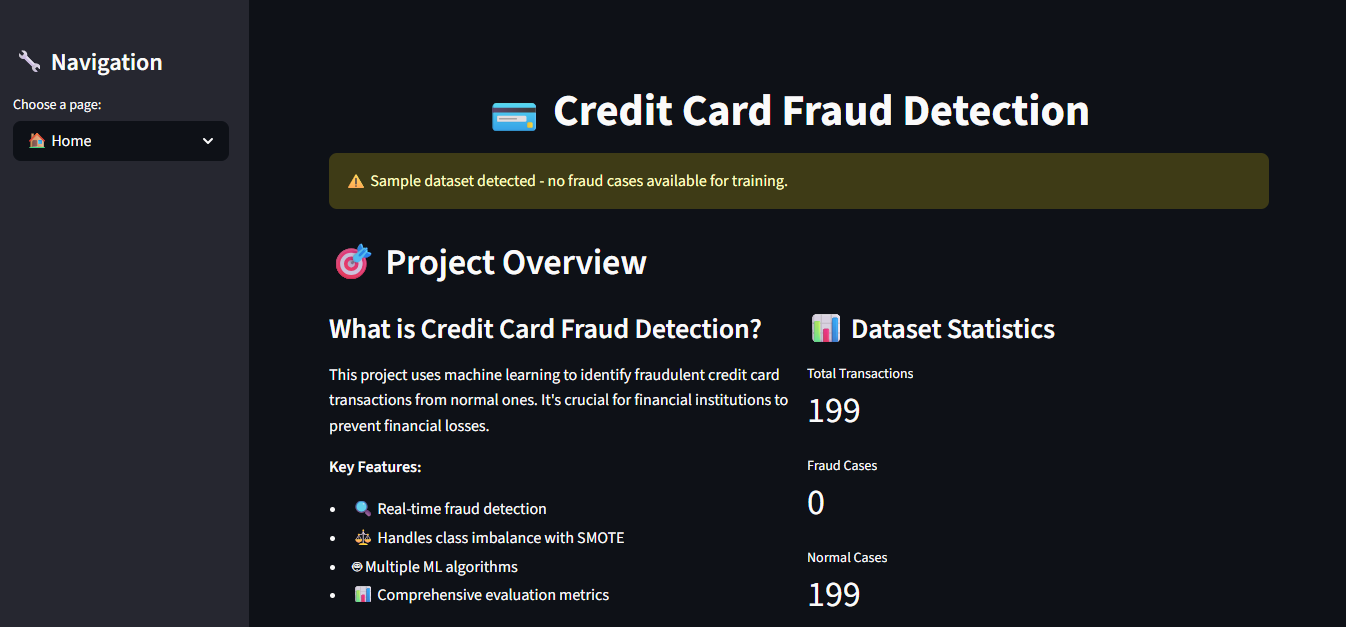 Navigation
Choose a page:
Home
Credit Card Fraud Detection
Sample dataset detected - no fraud cases available for training.
Project Overview
What is Credit Card Fraud Detection?
This project uses machine learning to identify fraudulent credit card
transactions from normal ones. It's crucial for financial institutions to
prevent financial losses.
Key Features:
• Real-time fraud detection
• Handles class imbalance with SMOTE
• Multiple ML algorithms
• Comprehensive evaluation metrics
Dataset Statistics
Total Transactions
199
Fraud Cases
0
Normal Cases
199